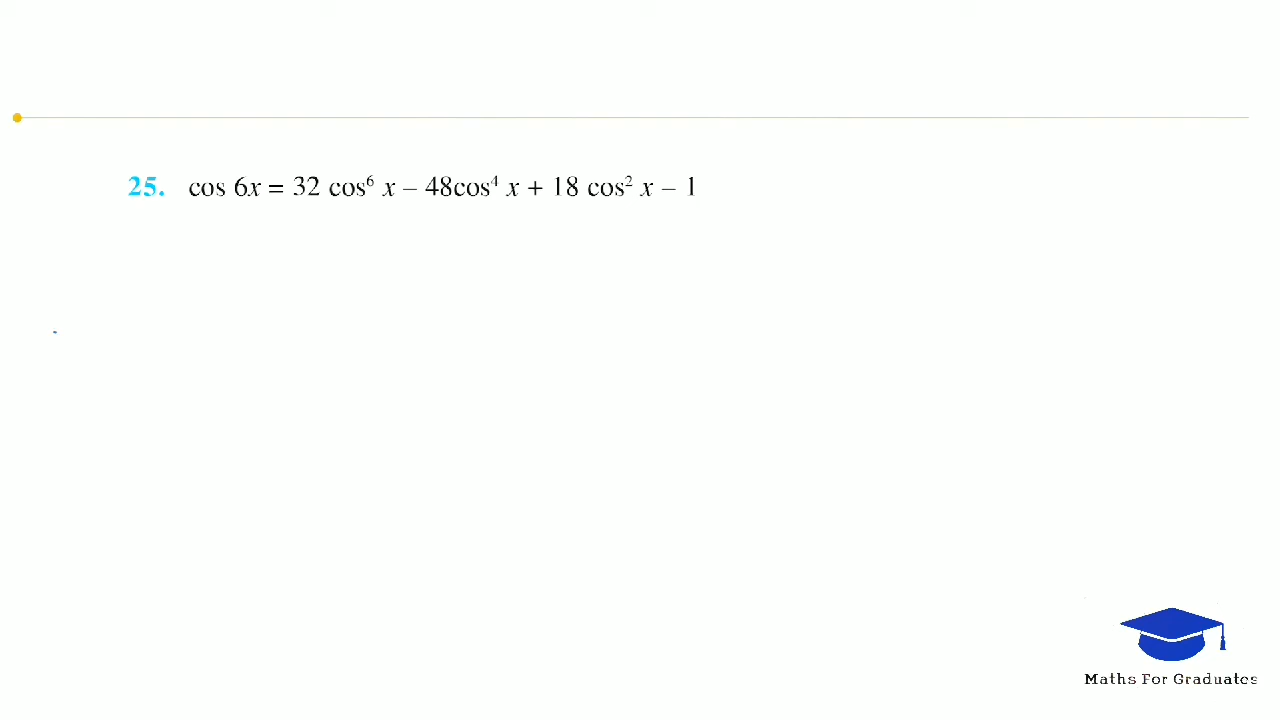 25. cos 6x = 32 cos⁶ x – 48cos⁴ x + 18 cos² x – 1
Maths For Graduates